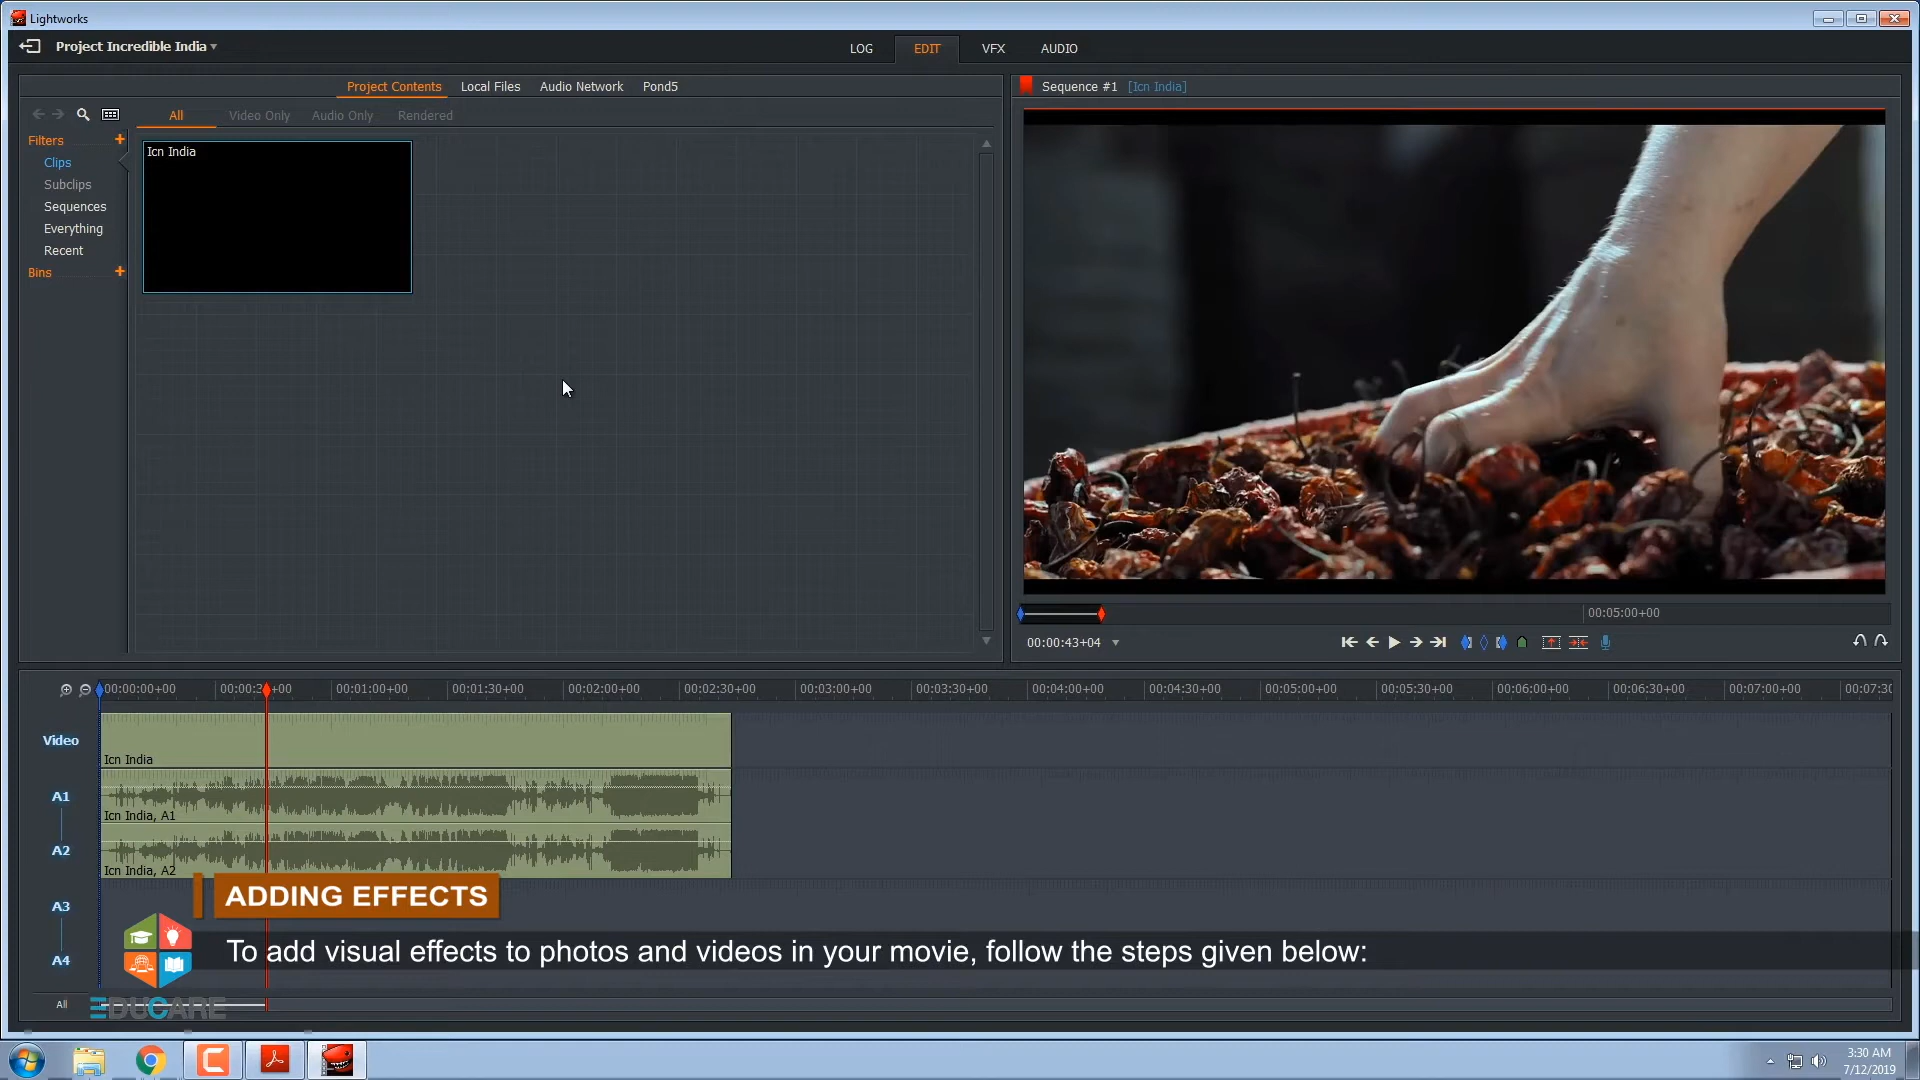 Lightworks
Project Incredible India
LOG
EDIT
VFX
AUDIO
Project Contents
Local Files
Audio Network
Pond5
Sequence #1 [Icn India]
All
Video Only
Audio Only
Rendered
Filters +
Clips
Subclips
Sequences
Everything
Recent
Bins +
Icn India
00:05:00+00
00:00:43+04
00:00:00+00
00:00:3 +00
00:01:00+00
00:01:30+00
00:02:00+00
00:02:30+00
00:03:00+00
00:03:30+00
00:04:00+00
00:04:30+00
00:05:00+00
00:05:30+00
00:06:00+00
00:06:30+00
00:07:00+00
00:07:30
Video
Icn India
A1
Icn India, A1
A2
Icn India, A2
ADDING EFFECTS
A3
To add visual effects to photos and videos in your movie, follow the steps given below:
A4
All
EDUCARE
3:30 AM
7/12/2019